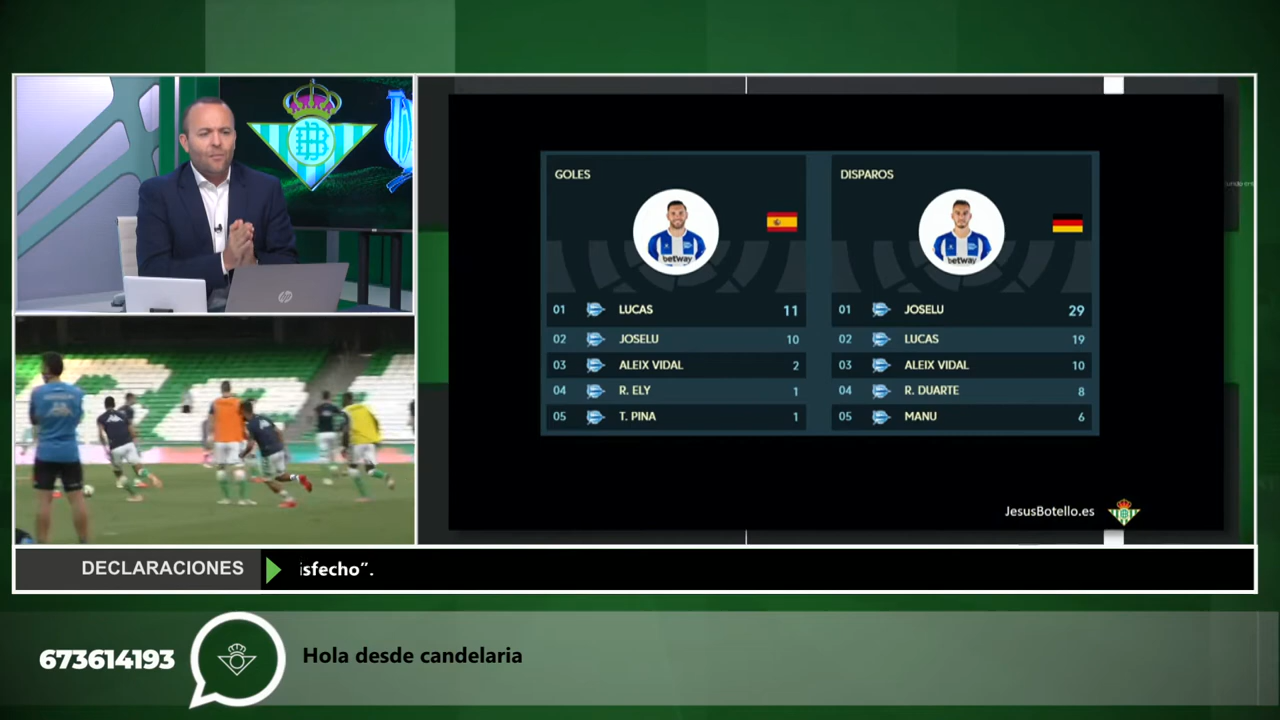 GOLES
betway
01 LUCAS 11
02 JOSELU 10
03 ALEIX VIDAL 2
04 R. ELY 1
05 T. PINA 1
DISPAROS
betway
01 JOSELU 29
02 LUCAS 19
03 ALEIX VIDAL 10
04 R. DUARTE 8
05 MANU 6
JesusBotello.es
hp
DECLARACIONES
isfecho”.
673614193
Hola desde candelaria